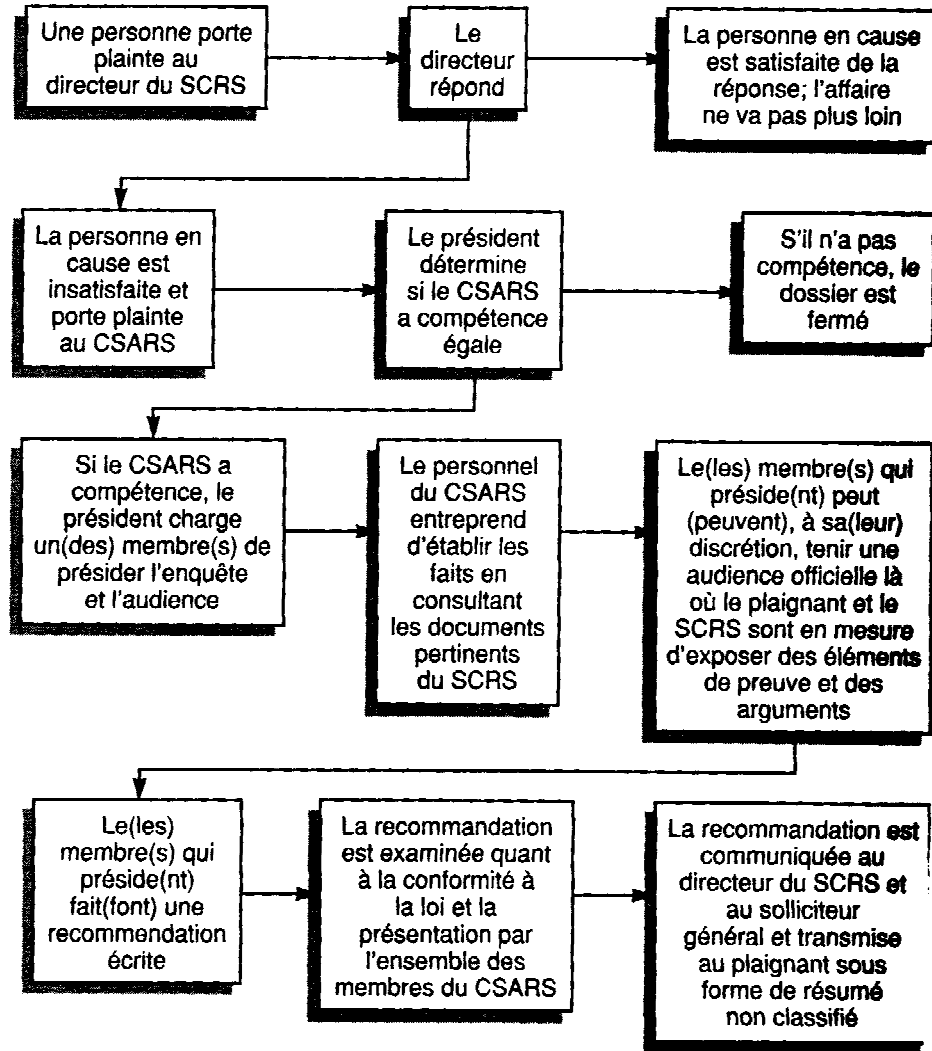 Une personne porte
plainte au
directeur du SCRS
Le
directeur
répond
La personne en cause
est satisfaite de la
réponse; l'affaire
ne va pas plus loin
La personne en
cause est
insatisfaite et
porte plainte
au CSARS
Le président
détermine
si le CSARS
a compétence
égale
S'il n'a pas
compétence, le
dossier est
fermé
Si le CSARS a
compétence, le
président charge
un(des) membre(s) de
présider l'enquête
et l'audience
Le personnel
du CSARS
entreprend
d'établir les
faits en
consultant
les documents
pertinents
du SCRS
Le(les) membre(s) qui
préside(nt) peut
(peuvent), à sa(leur)
discrétion, tenir une
audience officielle là
où le plaignant et le
SCRS sont en mesure
d'exposer des éléments
de preuve et des
arguments
Le(les)
membre(s) qui
préside(nt)
fait(font) une
recommendation
écrite
La recommandation
est examinée quant
à la conformité à
la loi et la
présentation par
l'ensemble des
membres du CSARS
La recommandation est
communiquée au
directeur du SCRS et
au solliciteur
général et transmise
au plaignant sous
forme de résumé
non classifié